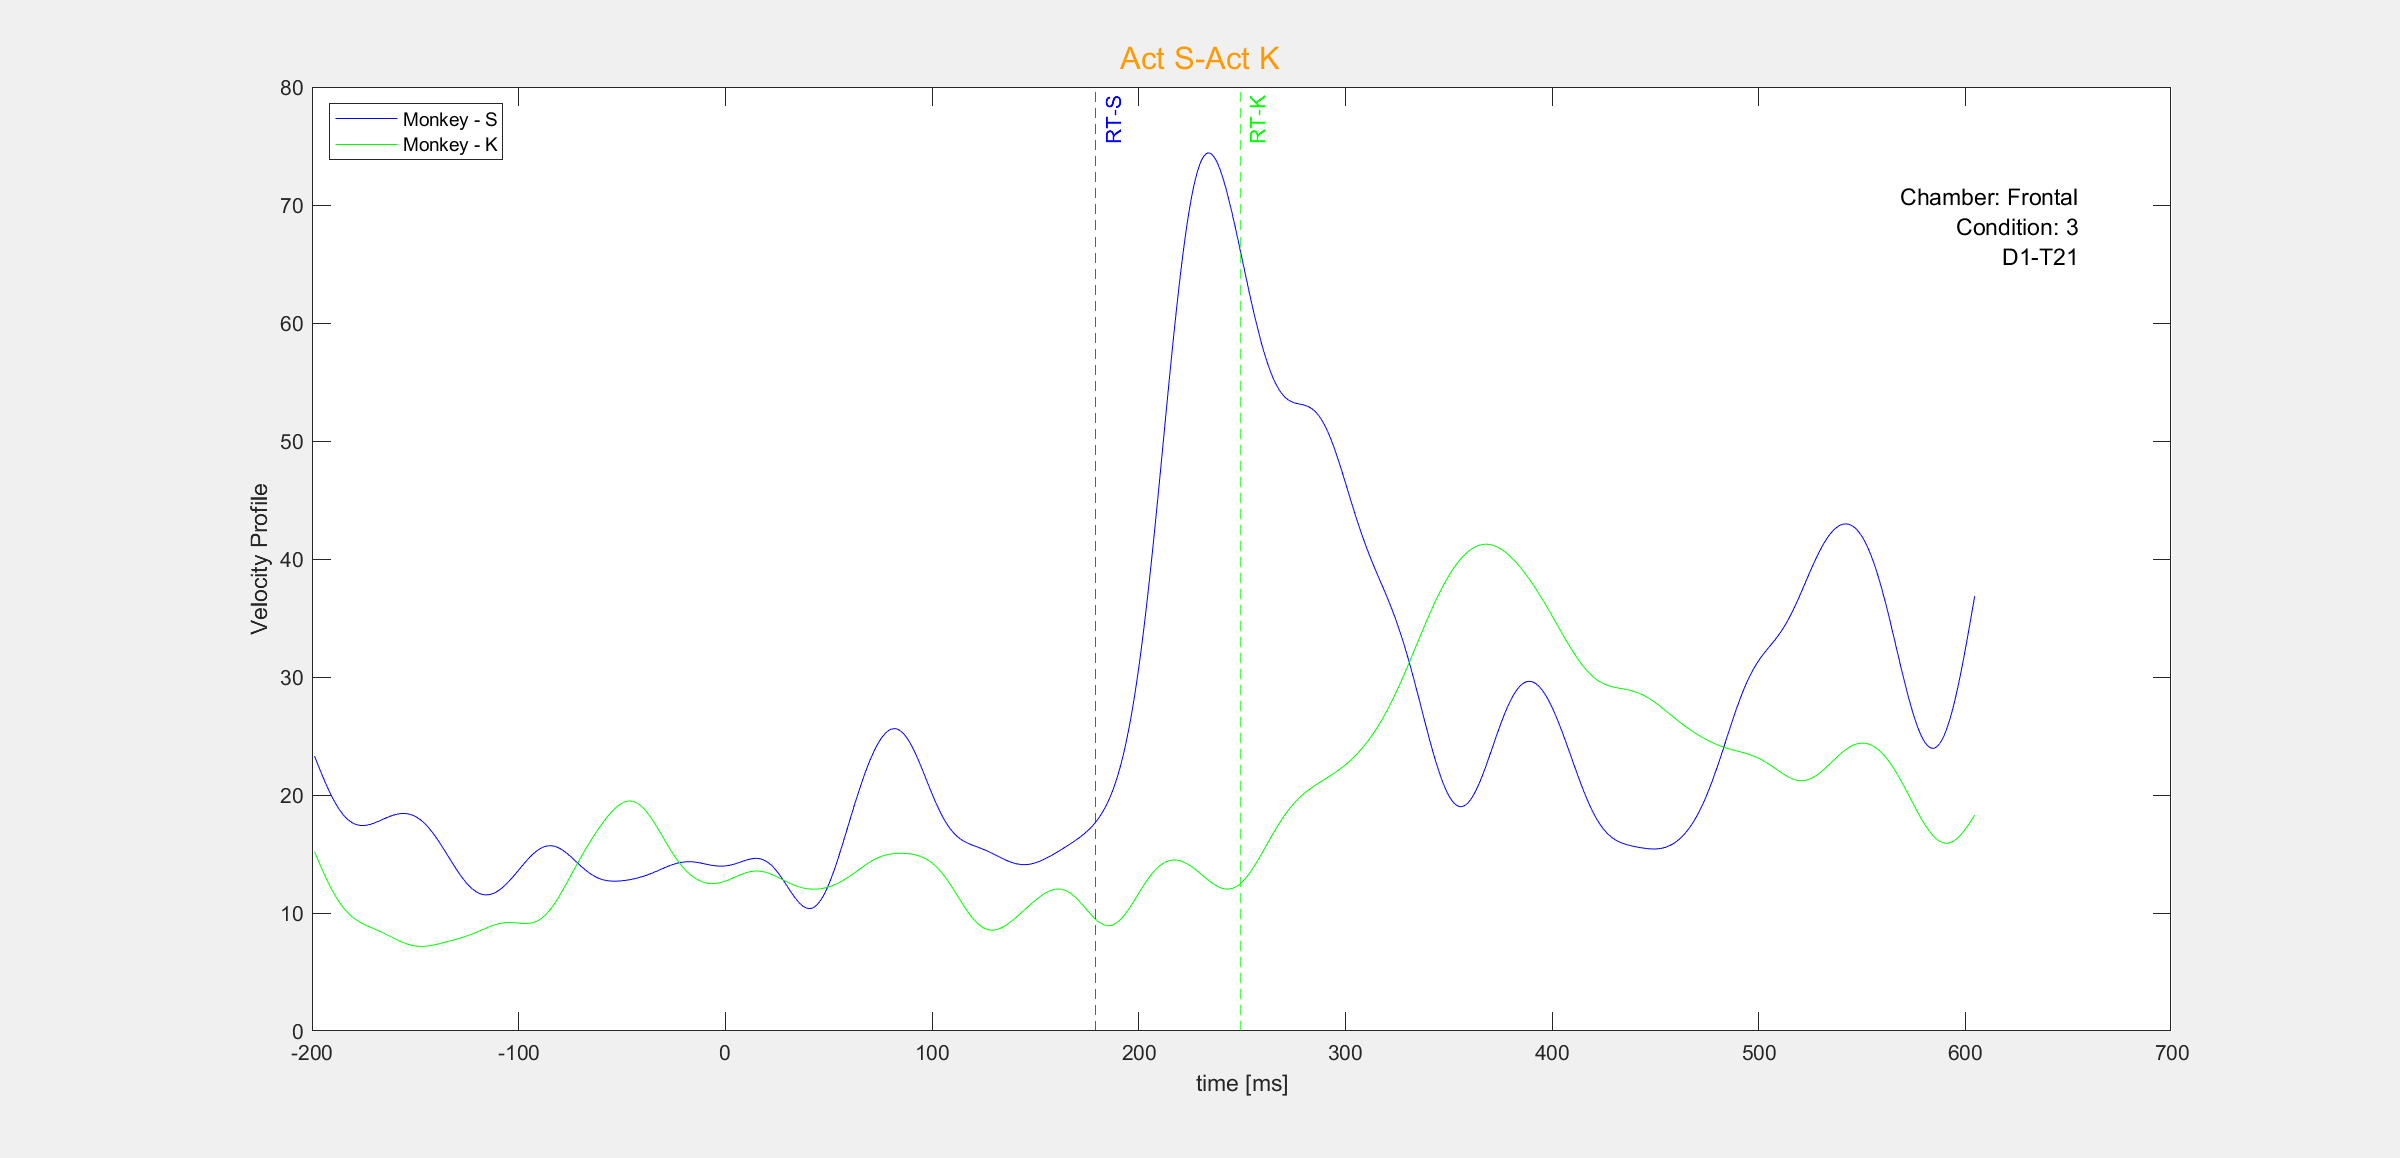 Act S-Act K
80
70
60
50
40
30
20
10
0
-200
-100
0
100
200
300
400
500
600
700
Velocity Profile
time [ms]
Monkey - S
Monkey - K
RT-S
RT-K
Chamber: Frontal
Condition: 3
D1-T21